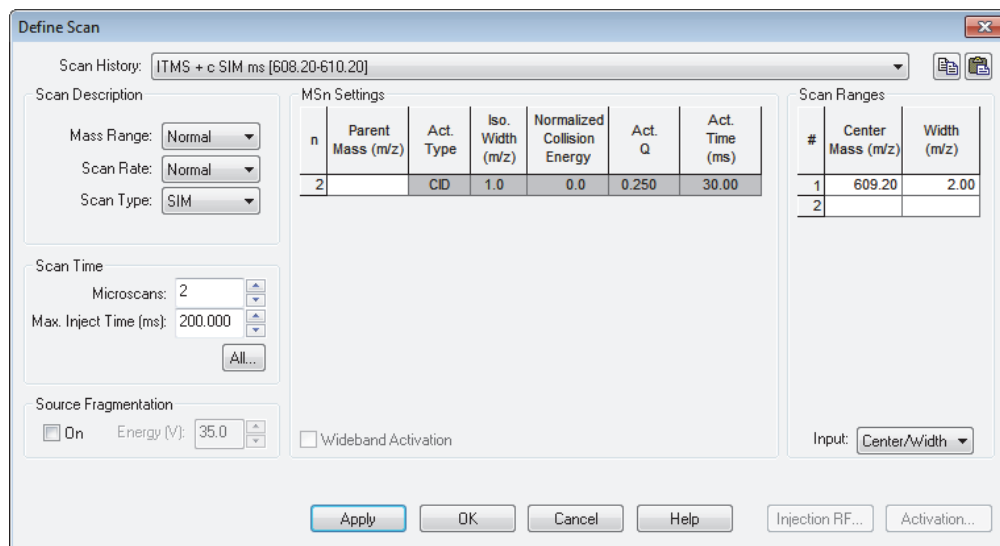 Define Scan
Scan History: ITMS + c SIM ms [608.20-610.20]
Scan Description
Mass Range: Normal
Scan Rate: Normal
Scan Type: SIM
Scan Time
Microscans: 2
Max. Inject Time (ms): 200.000
All...
Source Fragmentation
On Energy (V): 35.0
MSn Settings
n Parent Mass (m/z) Act. Type Iso. Width (m/z) Normalized Collision Energy Act. Q Act. Time (ms)
2 CID 1.0 0.0 0.250 30.00
Wideband Activation
Scan Ranges
# Center Mass (m/z) Width (m/z)
1 609.20 2.00
2
Input: Center/Width
Apply OK Cancel Help Injection RF... Activation...